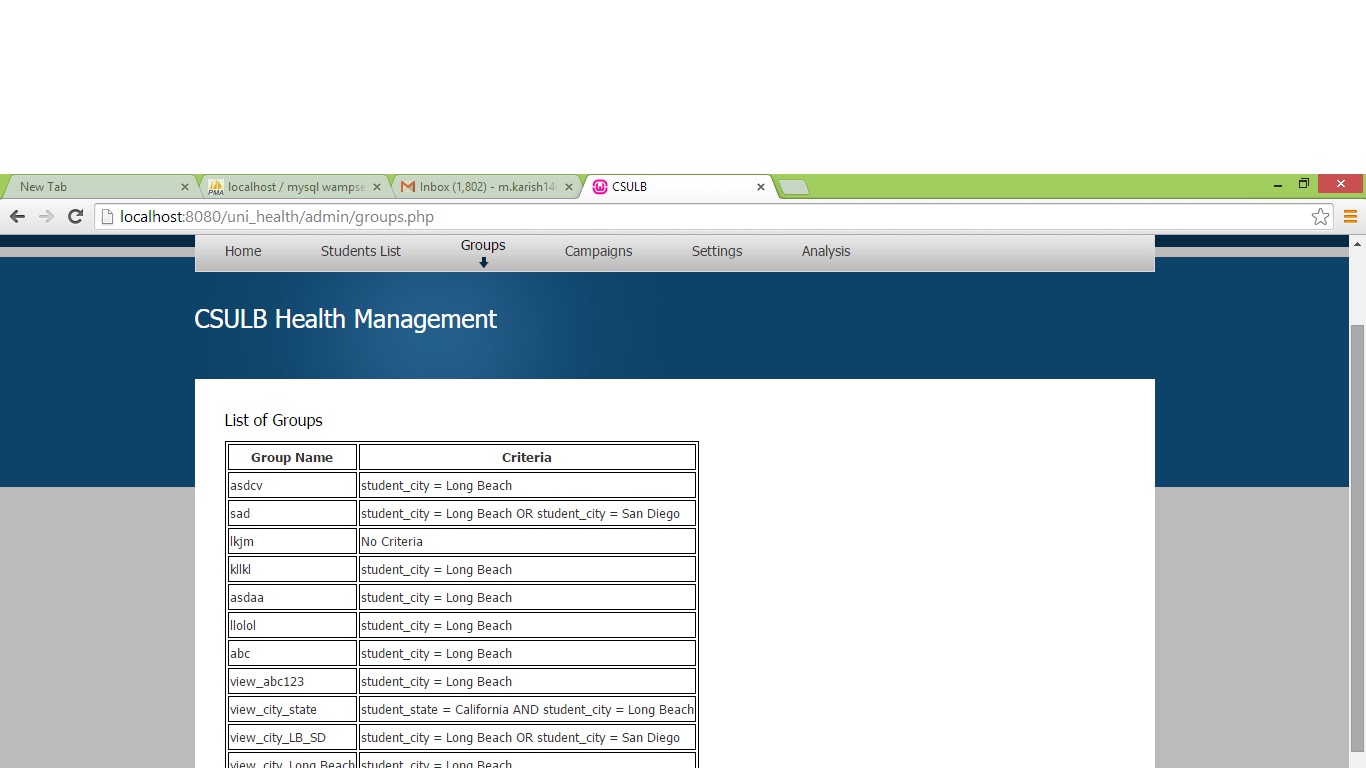 New Tab
localhost / mysql wampse
Inbox (1,802) - m.karish14
CSULB
localhost:8080/uni_health/admin/groups.php
Home Students List Groups Campaigns Settings Analysis
CSULB Health Management
List of Groups
Group Name Criteria
asdcv student_city = Long Beach
sad student_city = Long Beach OR student_city = San Diego
lkjm No Criteria
kllkl student_city = Long Beach
asdaa student_city = Long Beach
llolol student_city = Long Beach
abc student_city = Long Beach
view_abc123 student_city = Long Beach
view_city_state student_state = California AND student_city = Long Beach
view_city_LB_SD student_city = Long Beach OR student_city = San Diego
view_city_Long Beach student_city = Long Beach